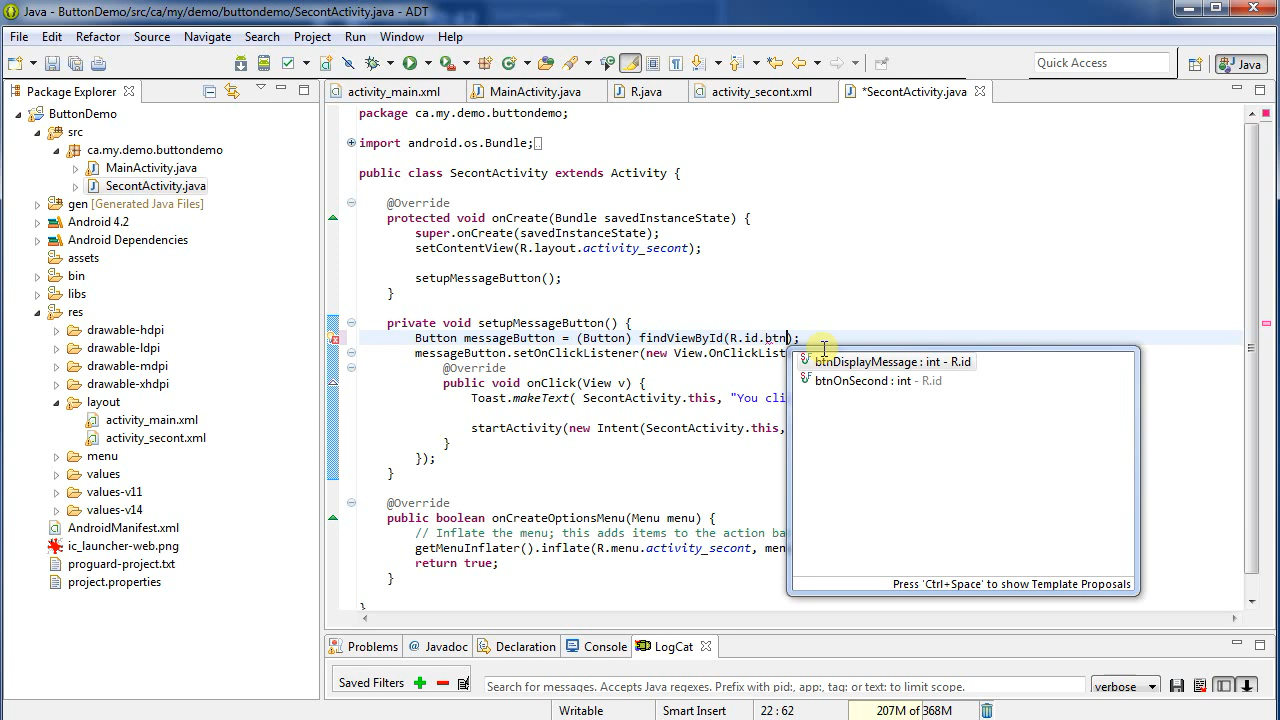 Java - ButtonDemo/src/ca/my/demo/buttondemo/SecontActivity.java - ADT
File Edit Refactor Source Navigate Search Project Run Window Help
Quick Access
Java
Package Explorer
activity_main.xml
MainActivity.java
R.java
activity_secont.xml
*SecontActivity.java
ButtonDemo
src
ca.my.demo.buttondemo
MainActivity.java
SecontActivity.java
gen [Generated Java Files]
Android 4.2
Android Dependencies
assets
bin
libs
res
drawable-hdpi
drawable-ldpi
drawable-mdpi
drawable-xhdpi
layout
activity_main.xml
activity_secont.xml
menu
values
values-v11
values-v14
AndroidManifest.xml
ic_launcher-web.png
proguard-project.txt
project.properties
package ca.my.demo.buttondemo;
import android.os.Bundle;
public class SecontActivity extends Activity {
@Override
protected void onCreate(Bundle savedInstanceState) {
super.onCreate(savedInstanceState);
setContentView(R.layout.activity_secont);
setupMessageButton();
}
private void setupMessageButton() {
Button messageButton = (Button) findViewById(R.id.btn);
messageButton.setOnClickListener(new View.OnClickList
@Override
public void onClick(View v) {
Toast.makeText( SecontActivity.this, "You cli
startActivity(new Intent(SecontActivity.this,
}
});
}
@Override
public boolean onCreateOptionsMenu(Menu menu) {
// Inflate the menu; this adds items to the action ba
getMenuInflater().inflate(R.menu.activity_secont, men
return true;
}
}
btnDisplayMessage : int - R.id
btnOnSecond : int - R.id
Press 'Ctrl+Space' to show Template Proposals
Problems
@ Javadoc
Declaration
Console
LogCat
Saved Filters
Search for messages. Accepts Java regexes. Prefix with pid:, app:, tag: or text: to limit scope.
verbose
Writable
Smart Insert
22 : 62
207M of 368M